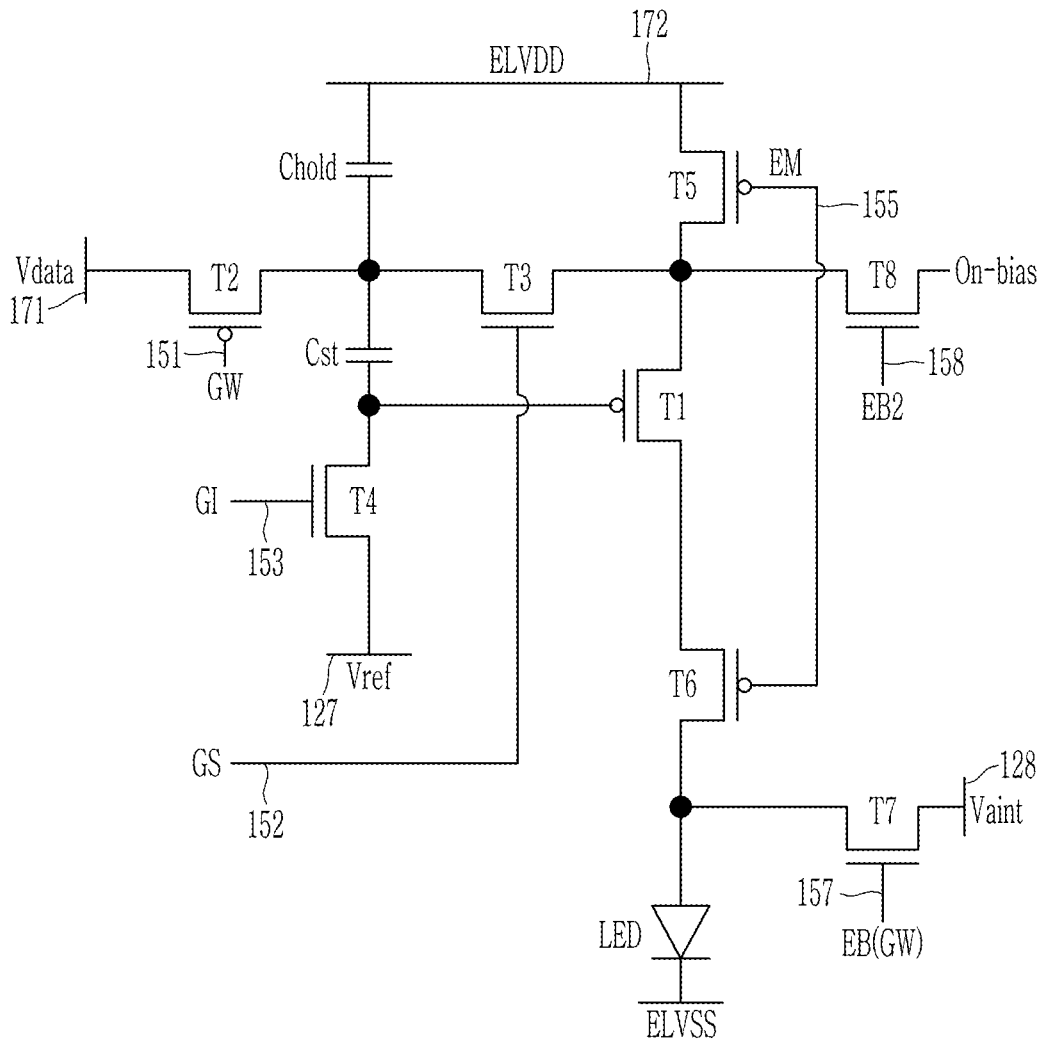 172
ELVDD
Chold
T5
EM
155
Vdata
171
T2
T3
T8
On-bias
151
GW
Cst
158
EB2
T1
GI
153
T4
Vref
127
T6
GS
152
128
T7
Vaint
157
EB(GW)
LED
ELVSS